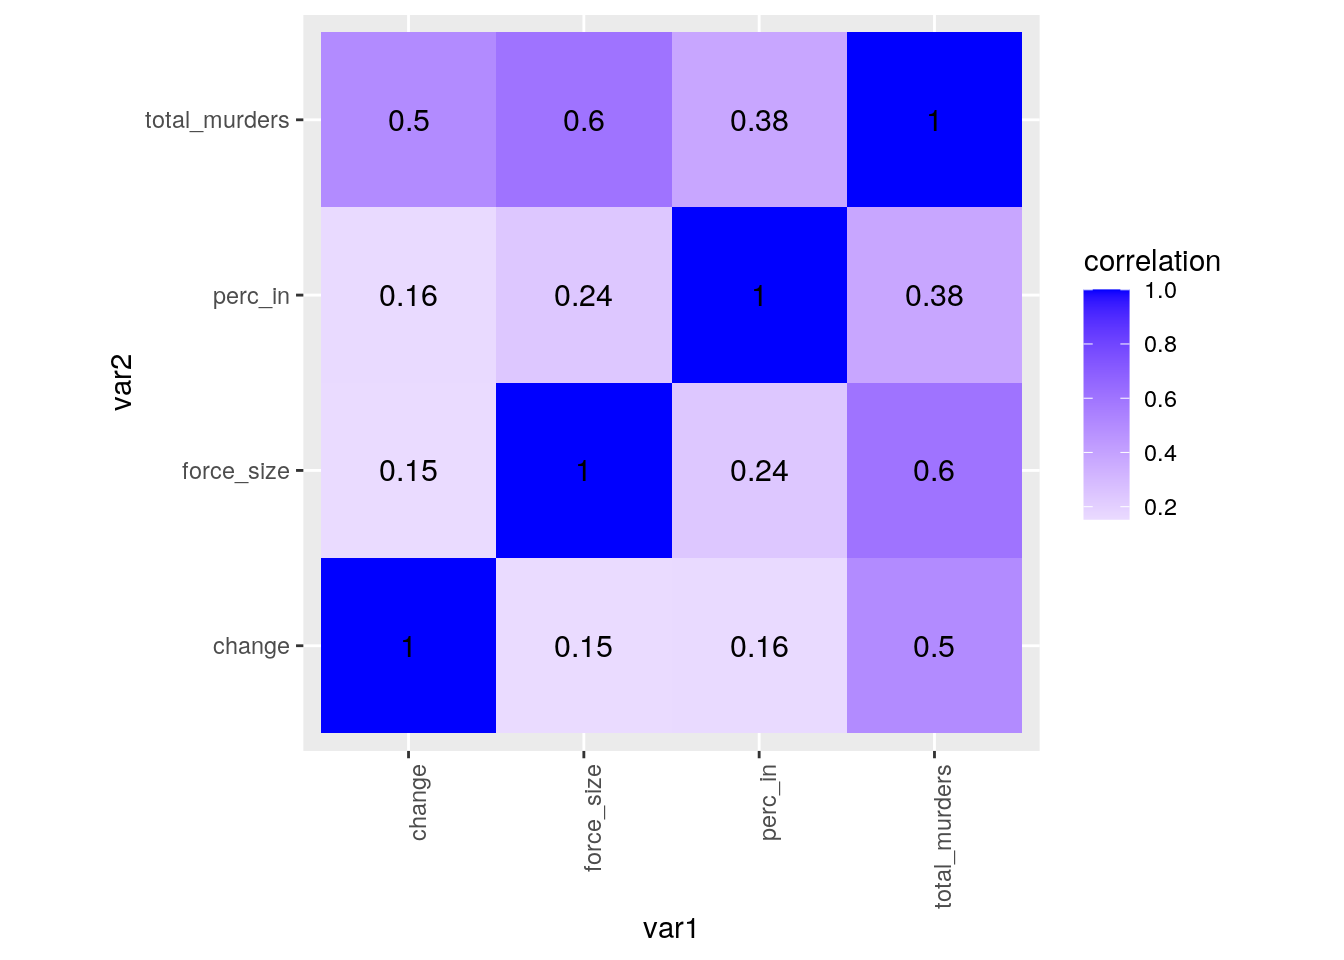 total_murders
0.5 0.6 0.38 1
perc_in
0.16 0.24 1 0.38
force_size
0.15 1 0.24 0.6
change
1 0.15 0.16 0.5
var2
change
force_size
perc_in
total_murders
var1
correlation
1.0
0.8
0.6
0.4
0.2